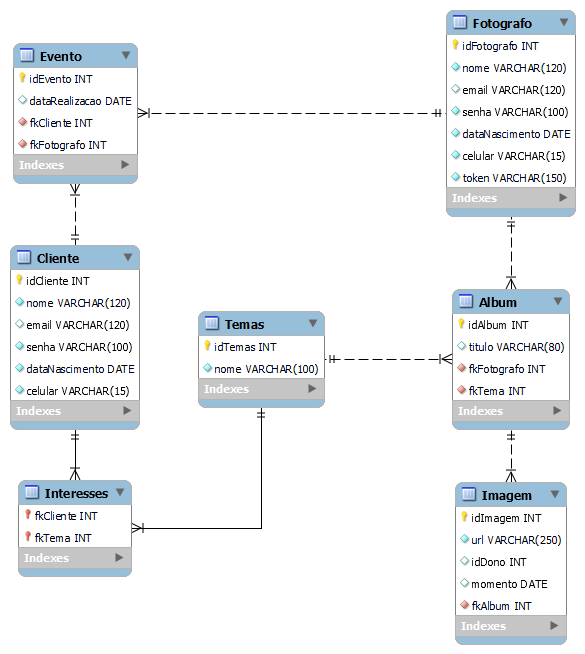 Evento
idEvento INT
dataRealizacao DATE
fkCliente INT
fkFotografo INT
Indexes
Fotografo
idFotografo INT
nome VARCHAR(120)
email VARCHAR(120)
senha VARCHAR(100)
dataNascimento DATE
celular VARCHAR(15)
token VARCHAR(150)
Indexes
Cliente
idCliente INT
nome VARCHAR(120)
email VARCHAR(120)
senha VARCHAR(100)
dataNascimento DATE
celular VARCHAR(15)
Indexes
Temas
idTemas INT
nome VARCHAR(100)
Indexes
Album
idAlbum INT
titulo VARCHAR(80)
fkFotografo INT
fkTema INT
Indexes
Interesses
fkCliente INT
fkTema INT
Indexes
Imagem
idImagem INT
url VARCHAR(250)
idDono INT
momento DATE
fkAlbum INT
Indexes